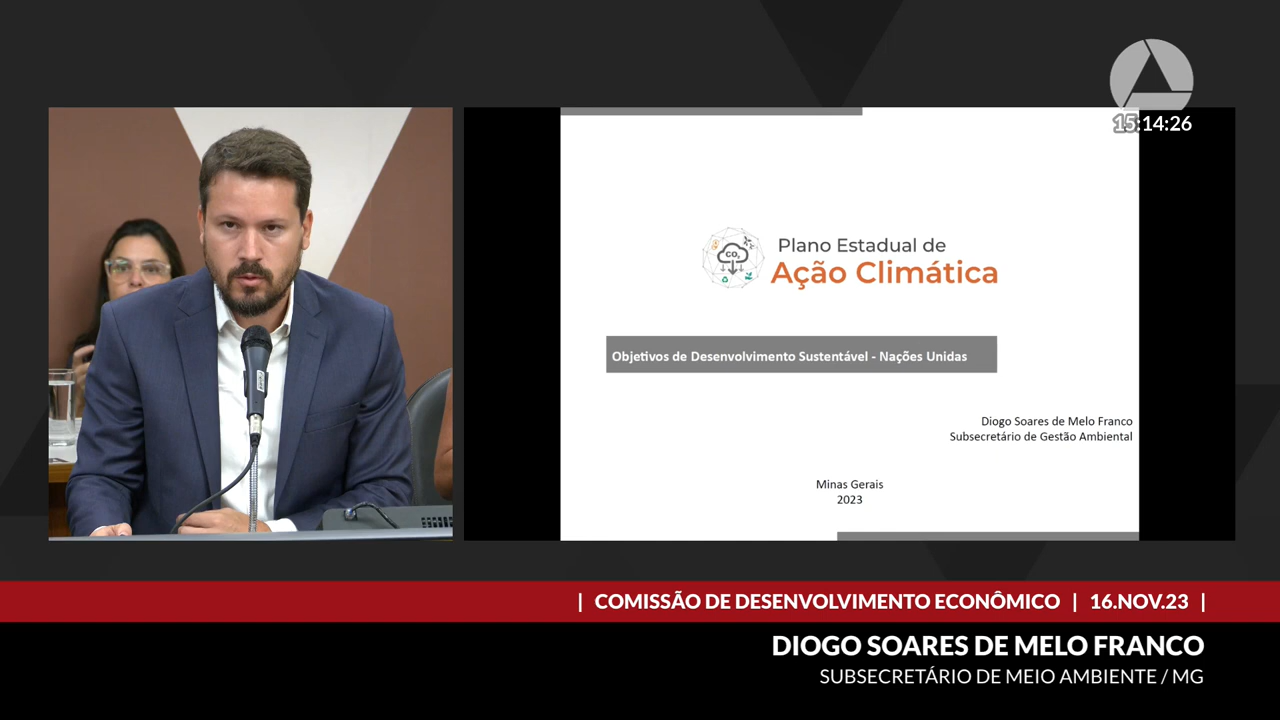 15:14:26
CO₂
Plano Estadual de
Ação Climática
Objetivos de Desenvolvimento Sustentável - Nações Unidas
Diogo Soares de Melo Franco
Subsecretário de Gestão Ambiental
Minas Gerais
2023
| COMISSÃO DE DESENVOLVIMENTO ECONÔMICO | 16.NOV.23 |
DIOGO SOARES DE MELO FRANCO
SUBSECRETÁRIO DE MEIO AMBIENTE / MG